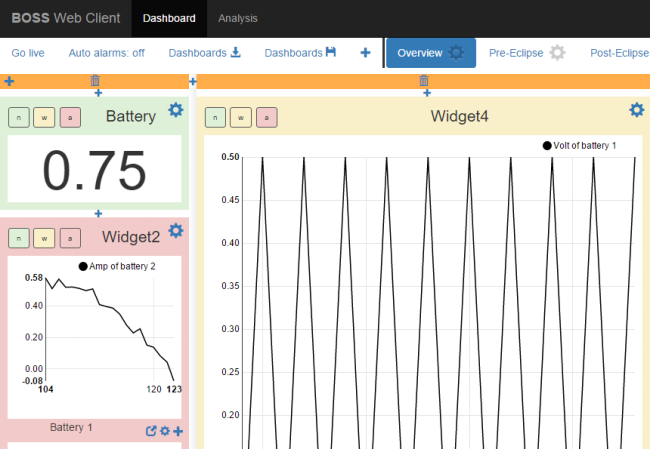 BOSS Web Client Dashboard Analysis
Go live Auto alarms: off Dashboards Dashboards Overview Pre-Eclipse Post-Eclipse
n w a Battery
0.75
n w a Widget2
Amp of battery 2
0.58
0.40
0.20
0.00
-0.08
104 120 123
Battery 1
n w a Widget4
Volt of battery 1
0.50
0.45
0.40
0.35
0.30
0.25
0.20